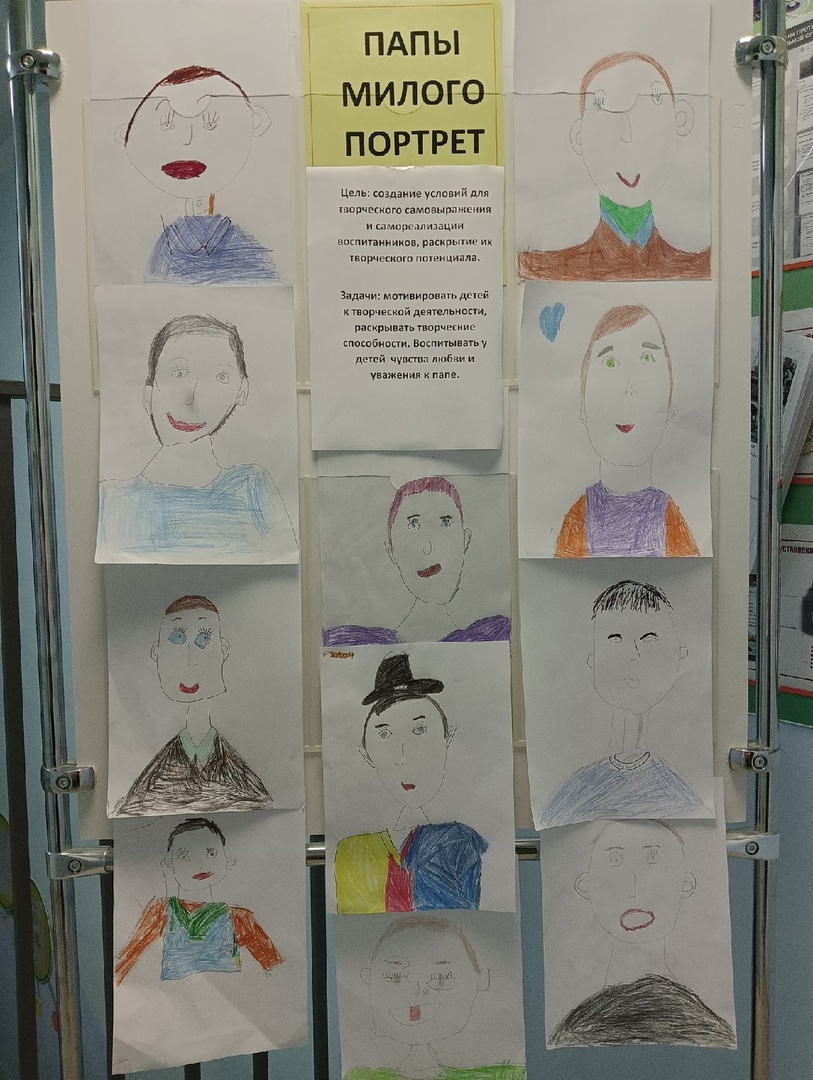 ПАПЫ
МИЛОГО
ПОРТРЕТ
Цель: создание условий для
творческого самовыражения
и самореализации
воспитанников, раскрытие их
творческого потенциала.
Задачи: мотивировать детей
к творческой деятельности,
раскрывать творческие
способности. Воспитывать у
детей чувства любви и
уважения к папе.